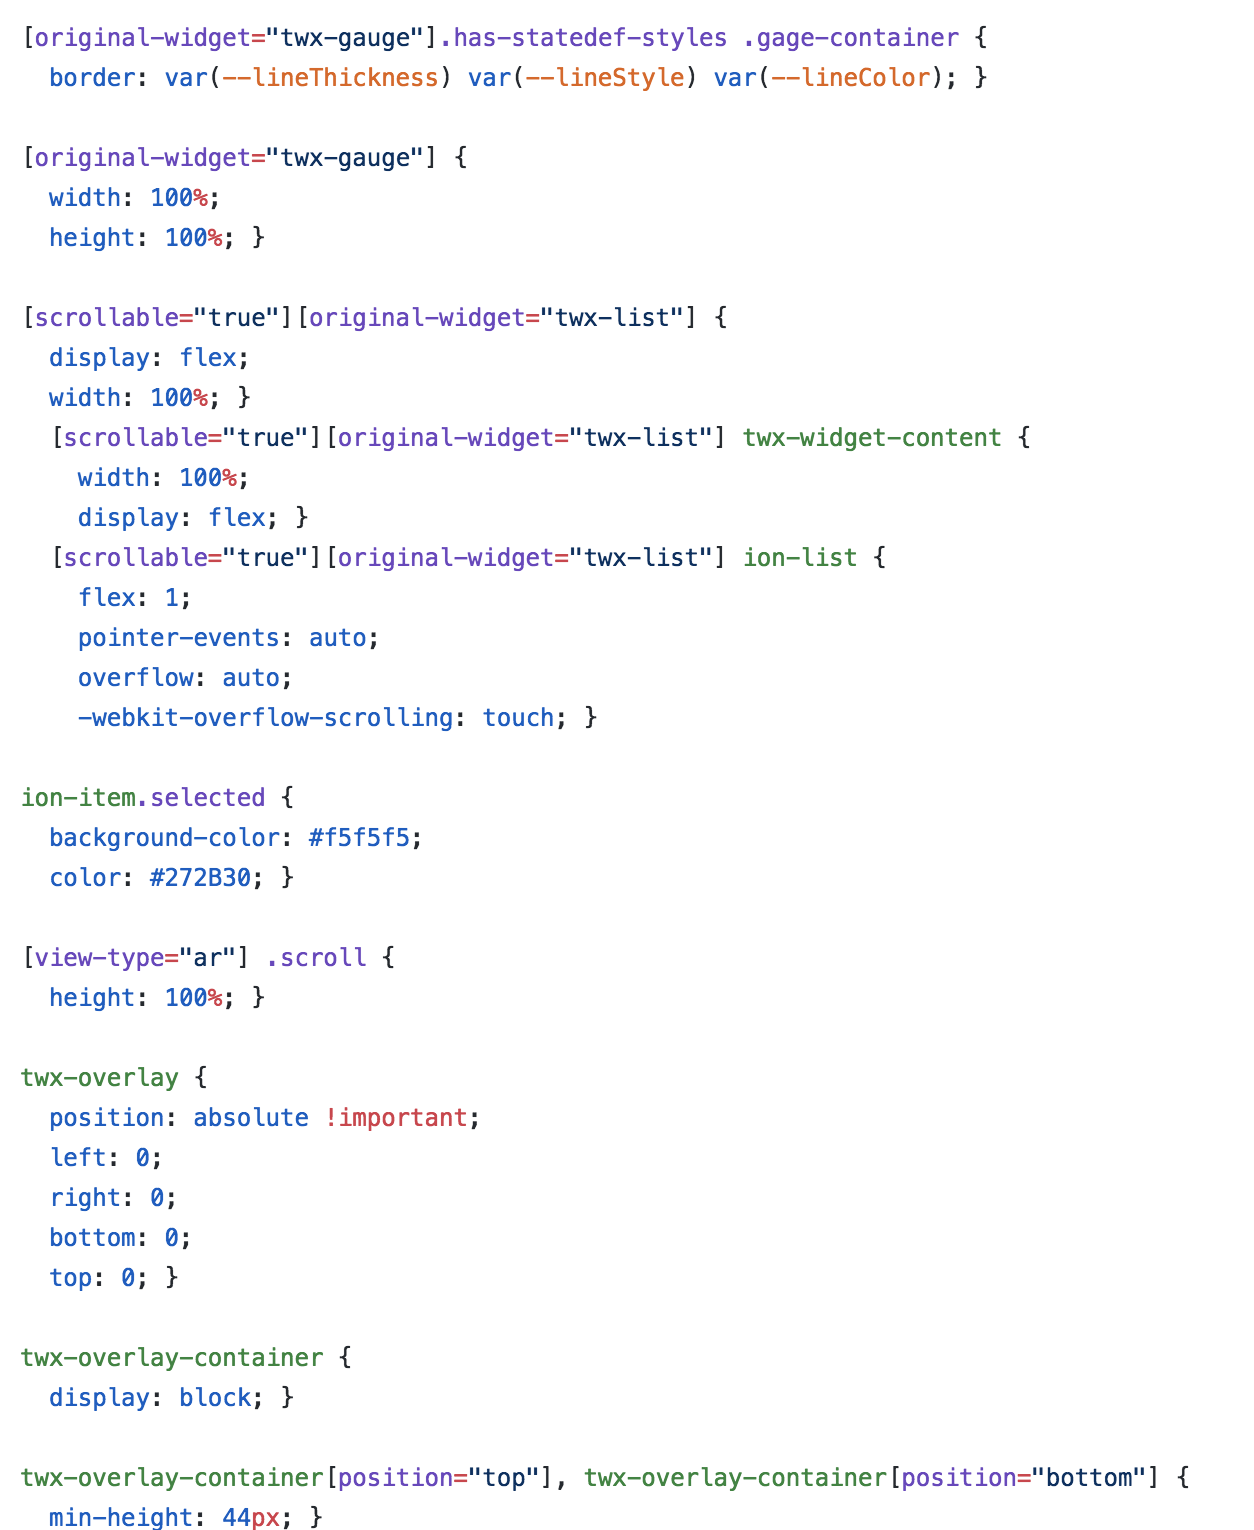 [original-widget="twx-gauge"].has-statedef-styles .gage-container {
  border: var(--lineThickness) var(--lineStyle) var(--lineColor); }

[original-widget="twx-gauge"] {
  width: 100%;
  height: 100%; }

[scrollable="true"][original-widget="twx-list"] {
  display: flex;
  width: 100%; }
  [scrollable="true"][original-widget="twx-list"] twx-widget-content {
    width: 100%;
    display: flex; }
  [scrollable="true"][original-widget="twx-list"] ion-list {
    flex: 1;
    pointer-events: auto;
    overflow: auto;
    -webkit-overflow-scrolling: touch; }

ion-item.selected {
  background-color: #f5f5f5;
  color: #272B30; }

[view-type="ar"] .scroll {
  height: 100%; }

twx-overlay {
  position: absolute !important;
  left: 0;
  right: 0;
  bottom: 0;
  top: 0; }

twx-overlay-container {
  display: block; }

twx-overlay-container[position="top"], twx-overlay-container[position="bottom"] {
  min-height: 44px; }